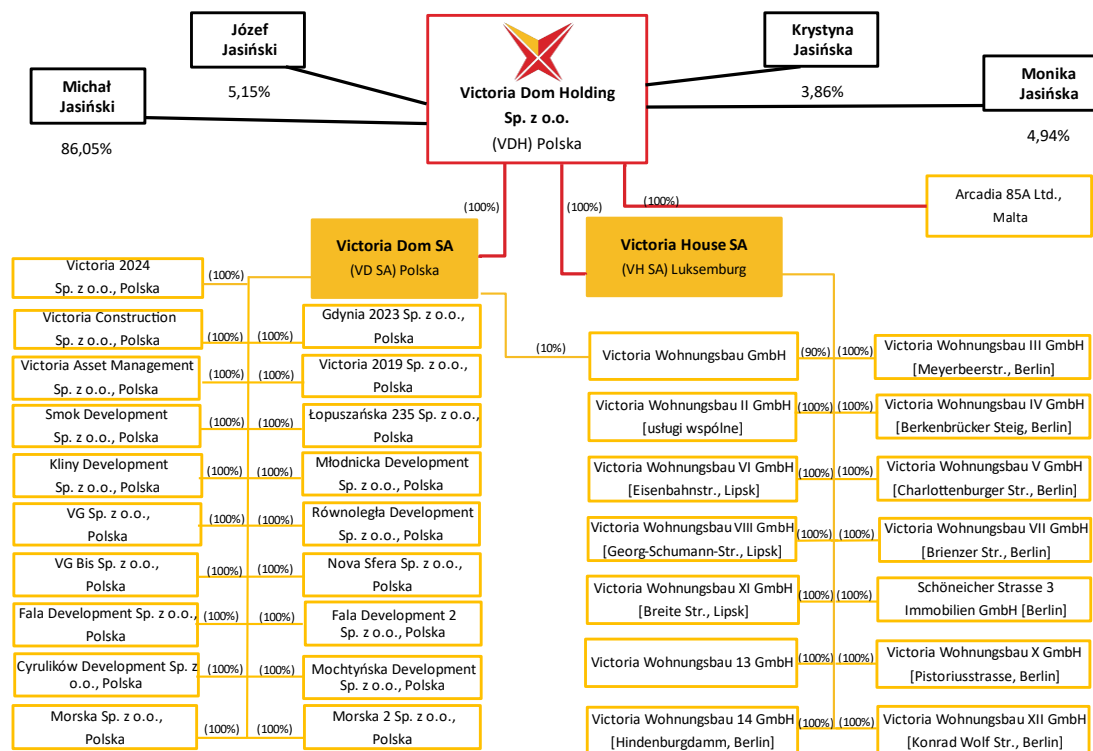 Józef
Jasiński
5,15%
Michał
Jasiński
86,05%
Victoria Dom Holding
Sp. z o.o.
(VDH) Polska
Krystyna
Jasińska
3,86%
Monika
Jasińska
4,94%
(100%)
(100%)
(100%)
Arcadia 85A Ltd.,
Malta
Victoria Dom SA
(VD SA) Polska
Victoria House SA
(VH SA) Luksemburg
Victoria 2024
Sp. z o.o., Polska
(100%)
Victoria Construction
Sp. z o.o., Polska
(100%)
(100%)
Gdynia 2023 Sp. z o.o.,
Polska
Victoria Asset Management
Sp. z o.o., Polska
(100%)
(100%)
Victoria 2019 Sp. z o.o.,
Polska
Smok Development
Sp. z o.o., Polska
(100%)
(100%)
Łopuszańska 235 Sp. z o.o.,
Polska
Kliny Development
Sp. z o.o., Polska
(100%)
(100%)
Młodnicka Development
Sp. z o.o., Polska
VG Sp. z o.o.,
Polska
(100%)
(100%)
Równoległa Development
Sp. z o.o., Polska
VG Bis Sp. z o.o.,
Polska
(100%)
(100%)
Nova Sfera Sp. z o.o.,
Polska
Fala Development Sp. z o.o.,
Polska
(100%)
(100%)
Fala Development 2
Sp. z o.o., Polska
Cyrulików Development Sp. z
o.o., Polska
(100%)
(100%)
Mochtyńska Development
Sp. z o.o., Polska
Morska Sp. z o.o.,
Polska
(100%)
(100%)
Morska 2 Sp. z o.o.,
Polska
(10%)
Victoria Wohnungsbau GmbH
(90%)
(100%)
Victoria Wohnungsbau III GmbH
[Meyerbeerstr., Berlin]
Victoria Wohnungsbau II GmbH
[usługi wspólne]
(100%)
(100%)
Victoria Wohnungsbau IV GmbH
[Berkenbrücker Steig, Berlin]
Victoria Wohnungsbau VI GmbH
[Eisenbahnstr., Lipsk]
(100%)
(100%)
Victoria Wohnungsbau V GmbH
[Charlottenburger Str., Berlin]
Victoria Wohnungsbau VIII GmbH
[Georg-Schumann-Str., Lipsk]
(100%)
(100%)
Victoria Wohnungsbau VII GmbH
[Brienzer Str., Berlin]
Victoria Wohnungsbau XI GmbH
[Breite Str., Lipsk]
(100%)
(100%)
Schöneicher Strasse 3
Immobilien GmbH [Berlin]
Victoria Wohnungsbau 13 GmbH
(100%)
(100%)
Victoria Wohnungsbau X GmbH
[Pistoriusstrasse, Berlin]
Victoria Wohnungsbau 14 GmbH
[Hindenburgdamm, Berlin]
(100%)
(100%)
Victoria Wohnungsbau XII GmbH
[Konrad Wolf Str., Berlin]